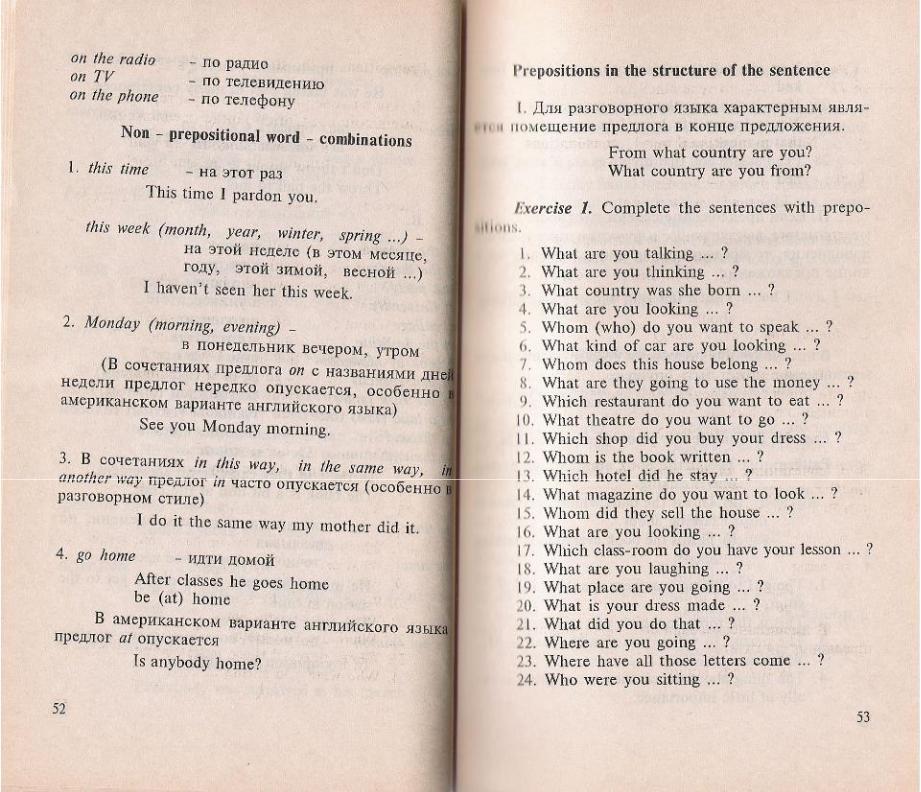 on the radio - по радио
on TV - по телевидению
on the phone - по телефону
Non - prepositional word - combinations
1. this time - на этот раз
This time I pardon you.
this week (month, year, winter, spring ...) -
на этой неделе (в этом месяце,
году, этой зимой, весной ...)
I haven't seen her this week.
2. Monday (morning, evening) -
в понедельник вечером, утром
(В сочетаниях предлога on с названиями дней
недели предлог нередко опускается, особенно в
американском варианте английского языка)
See you Monday morning.
3. В сочетаниях in this way, in the same way, in
another way предлог in часто опускается (особенно в
разговорном стиле)
I do it the same way my mother did it.
4. go home - идти домой
After classes he goes home
be (at) home
В американском варианте английского языка
предлог at опускается
Is anybody home?
52
Prepositions in the structure of the sentence
1. Для разговорного языка характерным явля-
ется помещение предлога в конце предложения.
From what country are you?
What country are you from?
Exercise 1. Complete the sentences with prepo-
sitions.
1. What are you talking ... ?
2. What are you thinking ... ?
3. What country was she born ... ?
4. What are you looking ... ?
5. Whom (who) do you want to speak ... ?
6. What kind of car are you looking ... ?
7. Whom does this house belong ... ?
8. What are they going to use the money ... ?
9. Which restaurant do you want to eat ... ?
10. What theatre do you want to go ... ?
11. Which shop did you buy your dress ... ?
12. Whom is the book written ... ?
13. Which hotel did he stay ... ?
14. What magazine do you want to look ... ?
15. Whom did they sell the house ... ?
16. What are you looking ... ?
17. Which class-room do you have your lesson ... ?
18. What are you laughing ... ?
19. What place are you going ... ?
20. What is your dress made ... ?
21. What did you do that ... ?
22. Where are you going ... ?
23. Where have all those letters come ... ?
24. Who were you sitting ... ?
53